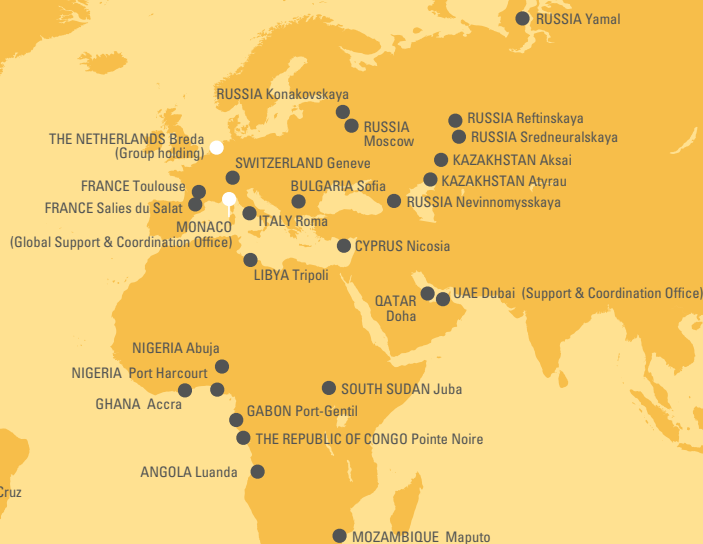 RUSSIA Yamal
RUSSIA Konakovskaya
RUSSIA
Moscow
RUSSIA Reftinskaya
RUSSIA Sredneuralskaya
THE NETHERLANDS Breda
(Group holding)
SWITZERLAND Geneve
KAZAKHSTAN Aksai
FRANCE Toulouse
BULGARIA Sofia
KAZAKHSTAN Atyrau
FRANCE Salies du Salat
RUSSIA Nevinnomysskaya
ITALY Roma
MONACO
(Global Support & Coordination Office)
CYPRUS Nicosia
LIBYA Tripoli
QATAR
Doha
UAE Dubai (Support & Coordination Office)
NIGERIA Abuja
NIGERIA Port Harcourt
SOUTH SUDAN Juba
GHANA Accra
GABON Port-Gentil
THE REPUBLIC OF CONGO Pointe Noire
ANGOLA Luanda
Cruz
MOZAMBIQUE Maputo